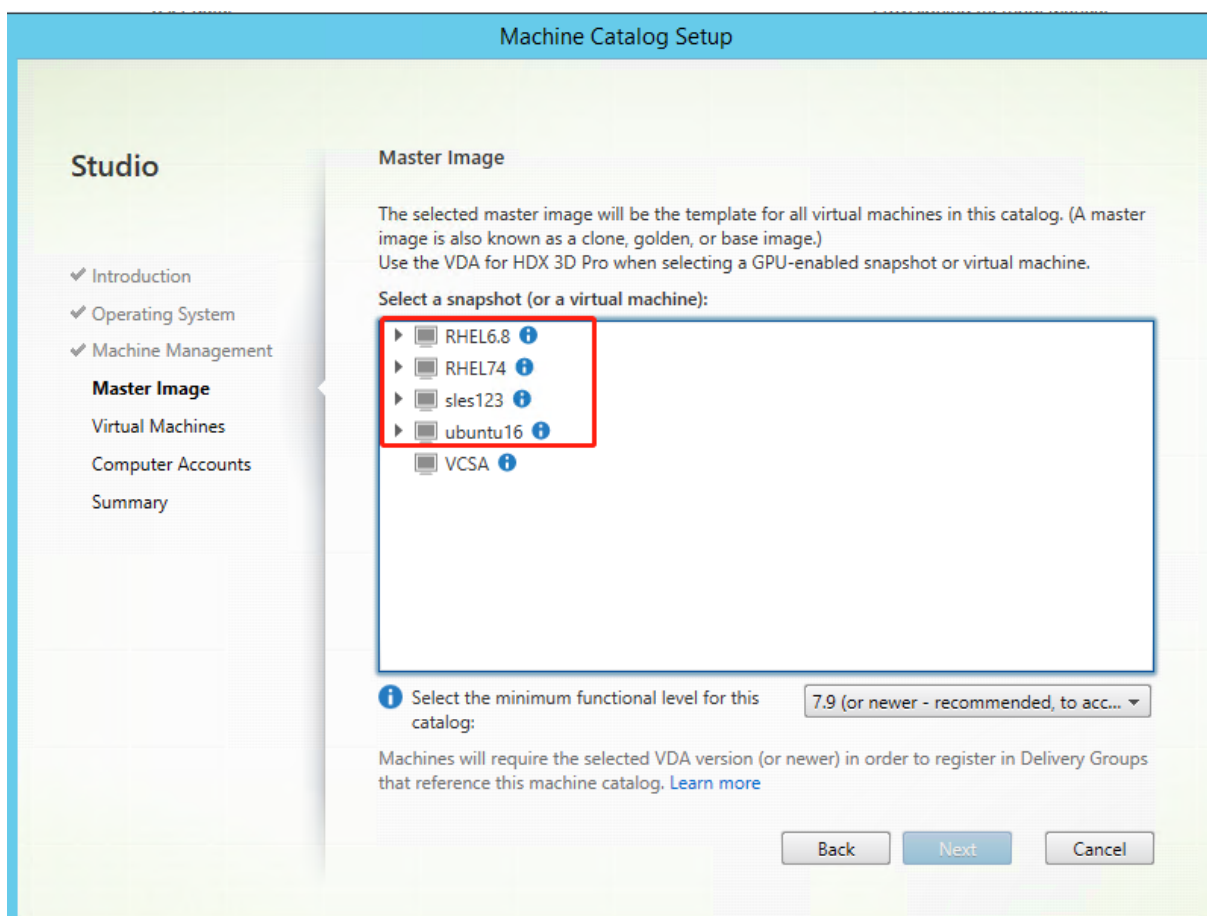 Machine Catalog Setup
Studio
Introduction
Operating System
Machine Management
Master Image
Virtual Machines
Computer Accounts
Summary
Master Image
The selected master image will be the template for all virtual machines in this catalog. (A master
image is also known as a clone, golden, or base image.)
Use the VDA for HDX 3D Pro when selecting a GPU-enabled snapshot or virtual machine.
Select a snapshot (or a virtual machine):
RHEL6.8
RHEL74
sles123
ubuntu16
VCSA
Select the minimum functional level for this
catalog:
7.9 (or newer - recommended, to acc...
Machines will require the selected VDA version (or newer) in order to register in Delivery Groups
that reference this machine catalog. Learn more
Back
Next
Cancel